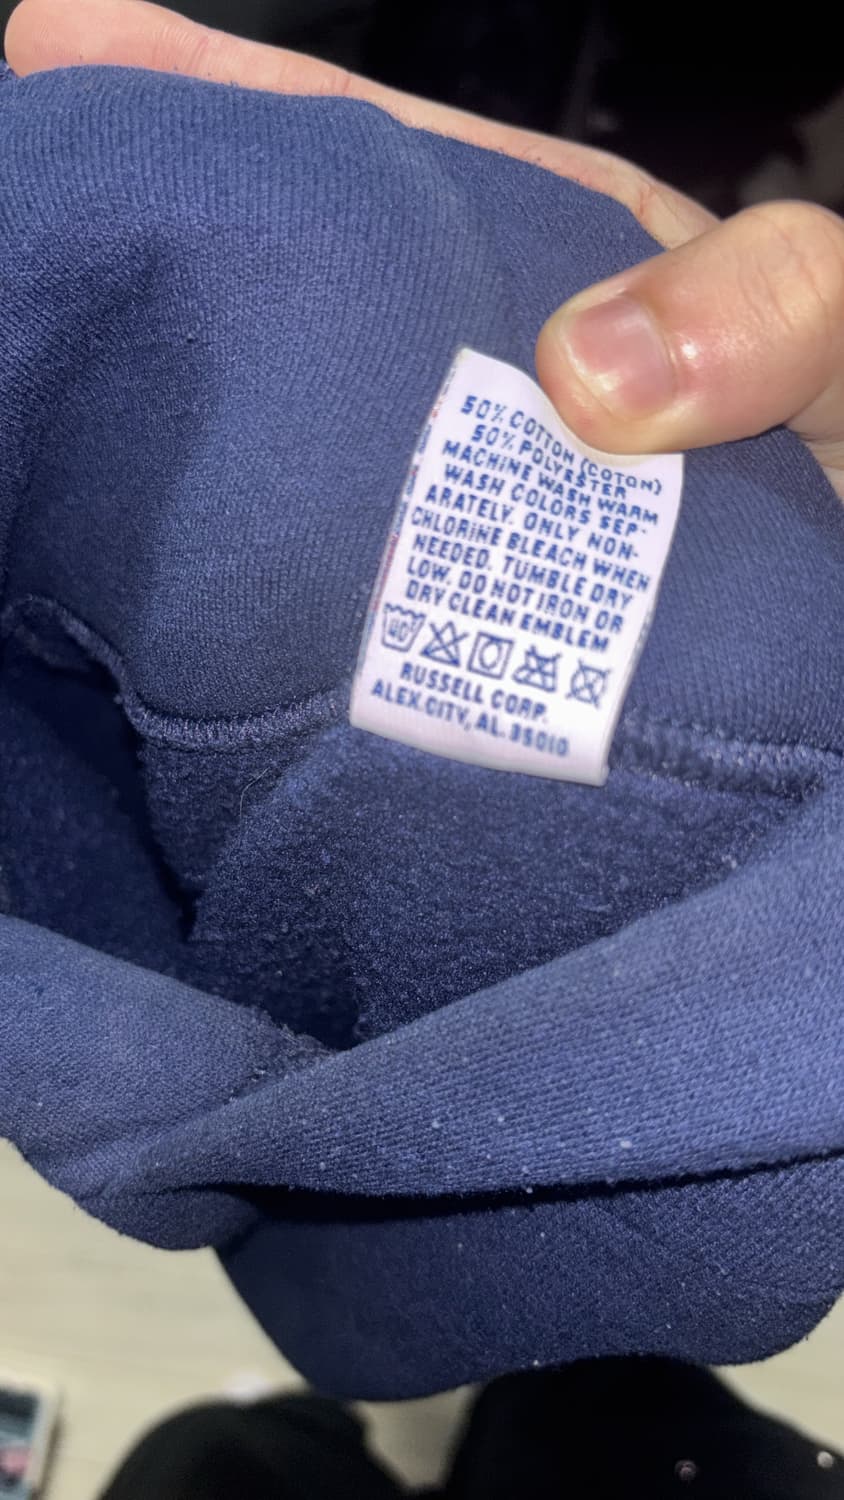 50% COTTON (COTON)
50% POLYESTER
MACHINE WASH WARM
WASH COLORS SEP-
ARATELY. ONLY NON-
CHLORINE BLEACH WHEN
NEEDED. TUMBLE DRY
LOW. DO NOT IRON OR
DRY CLEAN EMBLEM
40
RUSSELL CORP.
ALEX.CITY, AL. 35010